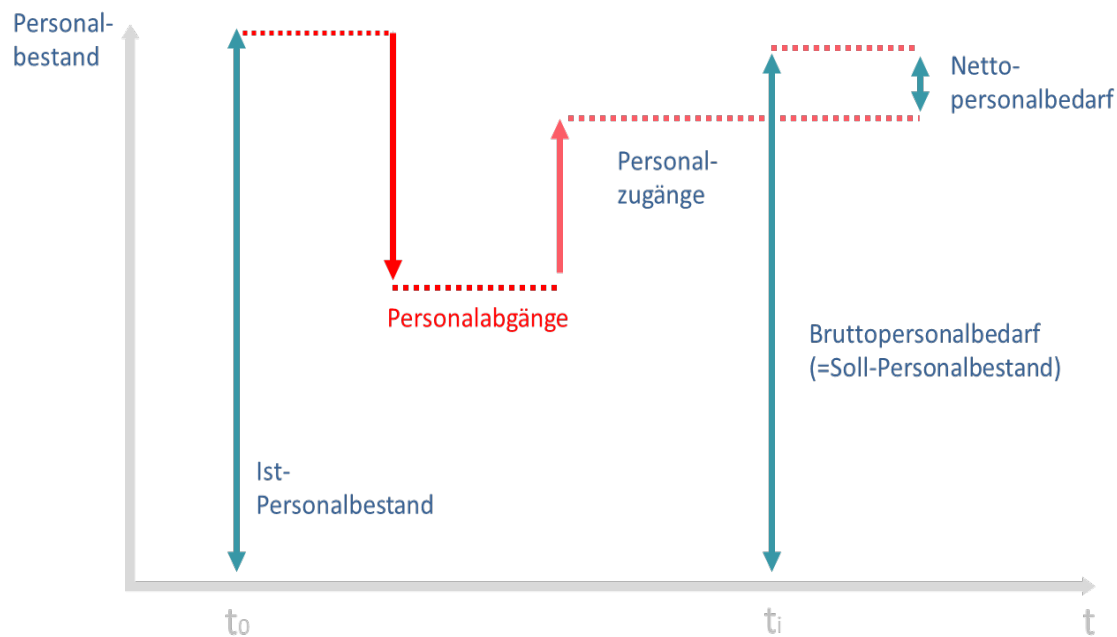 Personal-
bestand
Netto-
personalbedarf
Personal-
zugänge
Personalabgänge
Bruttopersonalbedarf
(=Soll-Personalbestand)
Ist-
Personalbestand
t0
ti
t